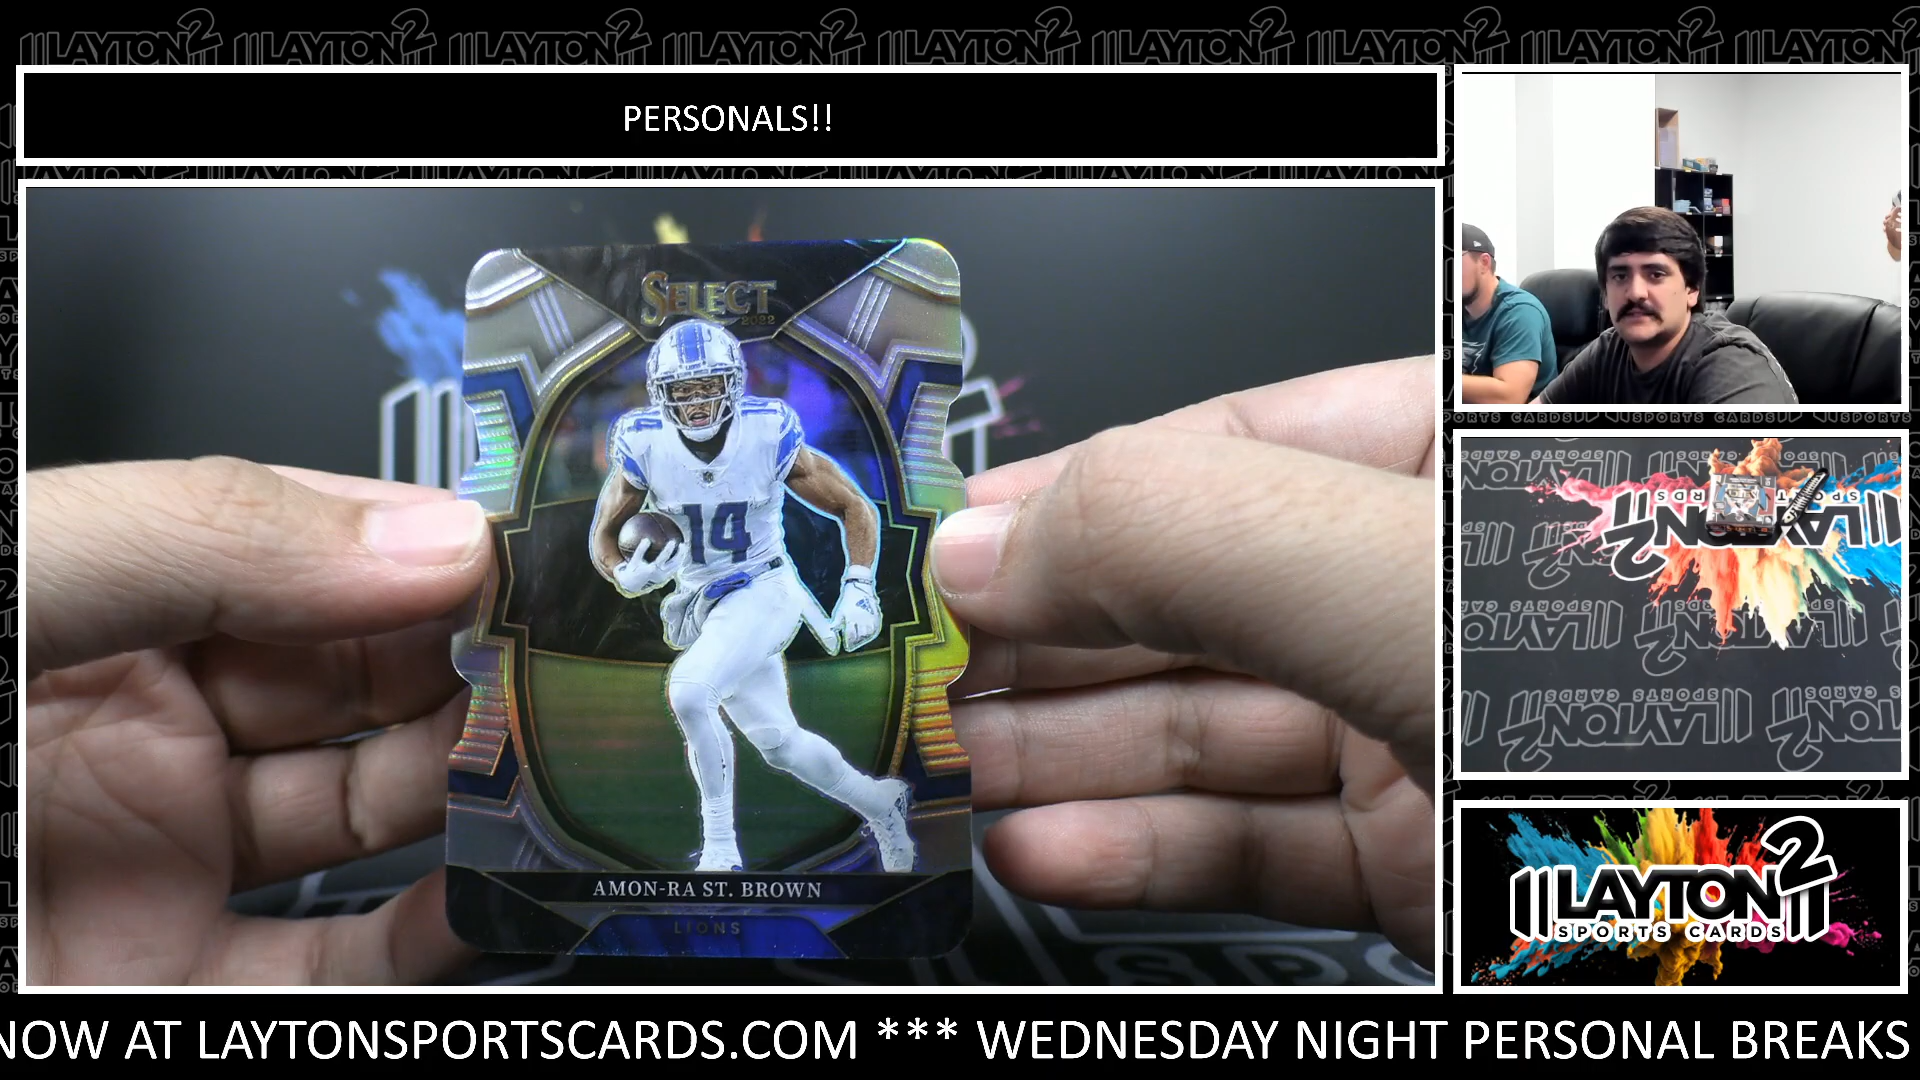 PERSONALS!!
SELECT
2022
14
14
AMON-RA ST. BROWN
LIONS
LAYTON 2
SPORTS CARDS
NOW AT LAYTONSPORTSCARDS.COM *** WEDNESDAY NIGHT PERSONAL BREAKS